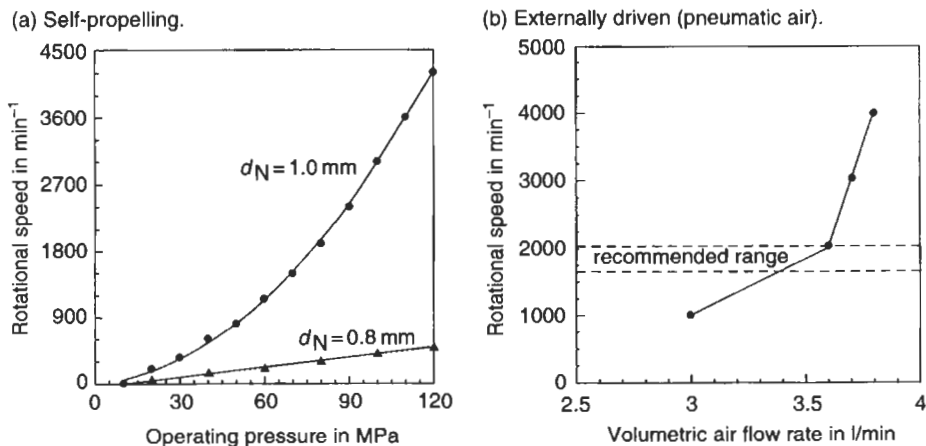 (a) Self-propelling.
4500
3600
2700
1800
900
0
Rotational speed in min⁻¹
d_N = 1.0 mm
d_N = 0.8 mm
0 30 60 90 120
Operating pressure in MPa
(b) Externally driven (pneumatic air).
5000
4000
3000
2000
1000
0
Rotational speed in min⁻¹
recommended range
2.5 3 3.5 4
Volumetric air flow rate in l/min